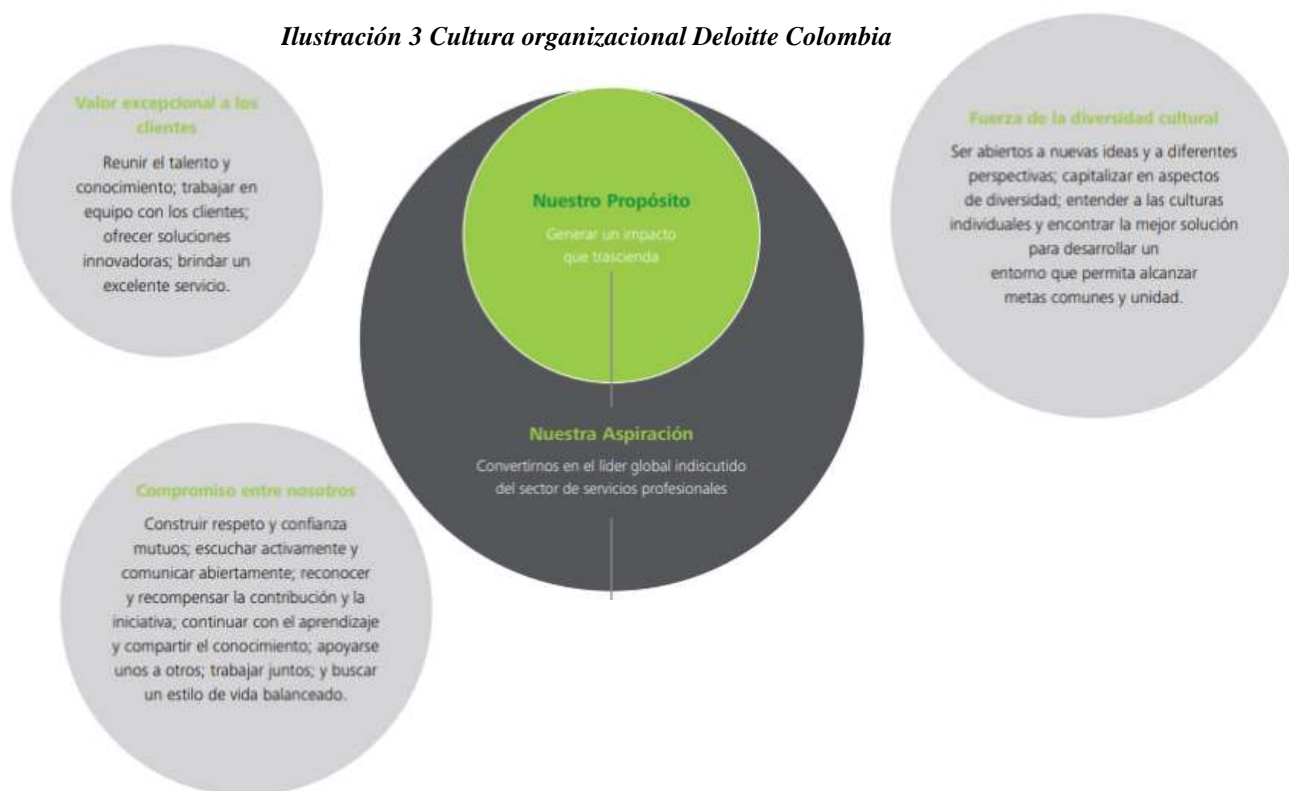 Ilustración 3 Cultura organizacional Deloitte Colombia
Valor excepcional a los
clientes
Reunir el talento y
conocimiento; trabajar en
equipo con los clientes;
ofrecer soluciones
innovadoras; brindar un
excelente servicio.
Nuestro Propósito
Generar un impacto
que trascienda
Fuerza de la diversidad cultural
Ser abiertos a nuevas ideas y a diferentes
perspectivas; capitalizar en aspectos
de diversidad; entender a las culturas
individuales y encontrar la mejor solución
para desarrollar un
entorno que permita alcanzar
metas comunes y unidad.
Nuestra Aspiración
Convertirnos en el líder global indiscutido
del sector de servicios profesionales
Compromiso entre nosotros
Construir respeto y confianza
mutuos; escuchar activamente y
comunicar abiertamente; reconocer
y recompensar la contribución y la
iniciativa; continuar con el aprendizaje
y compartir el conocimiento; apoyarse
unos a otros; trabajar juntos; y buscar
un estilo de vida balanceado.